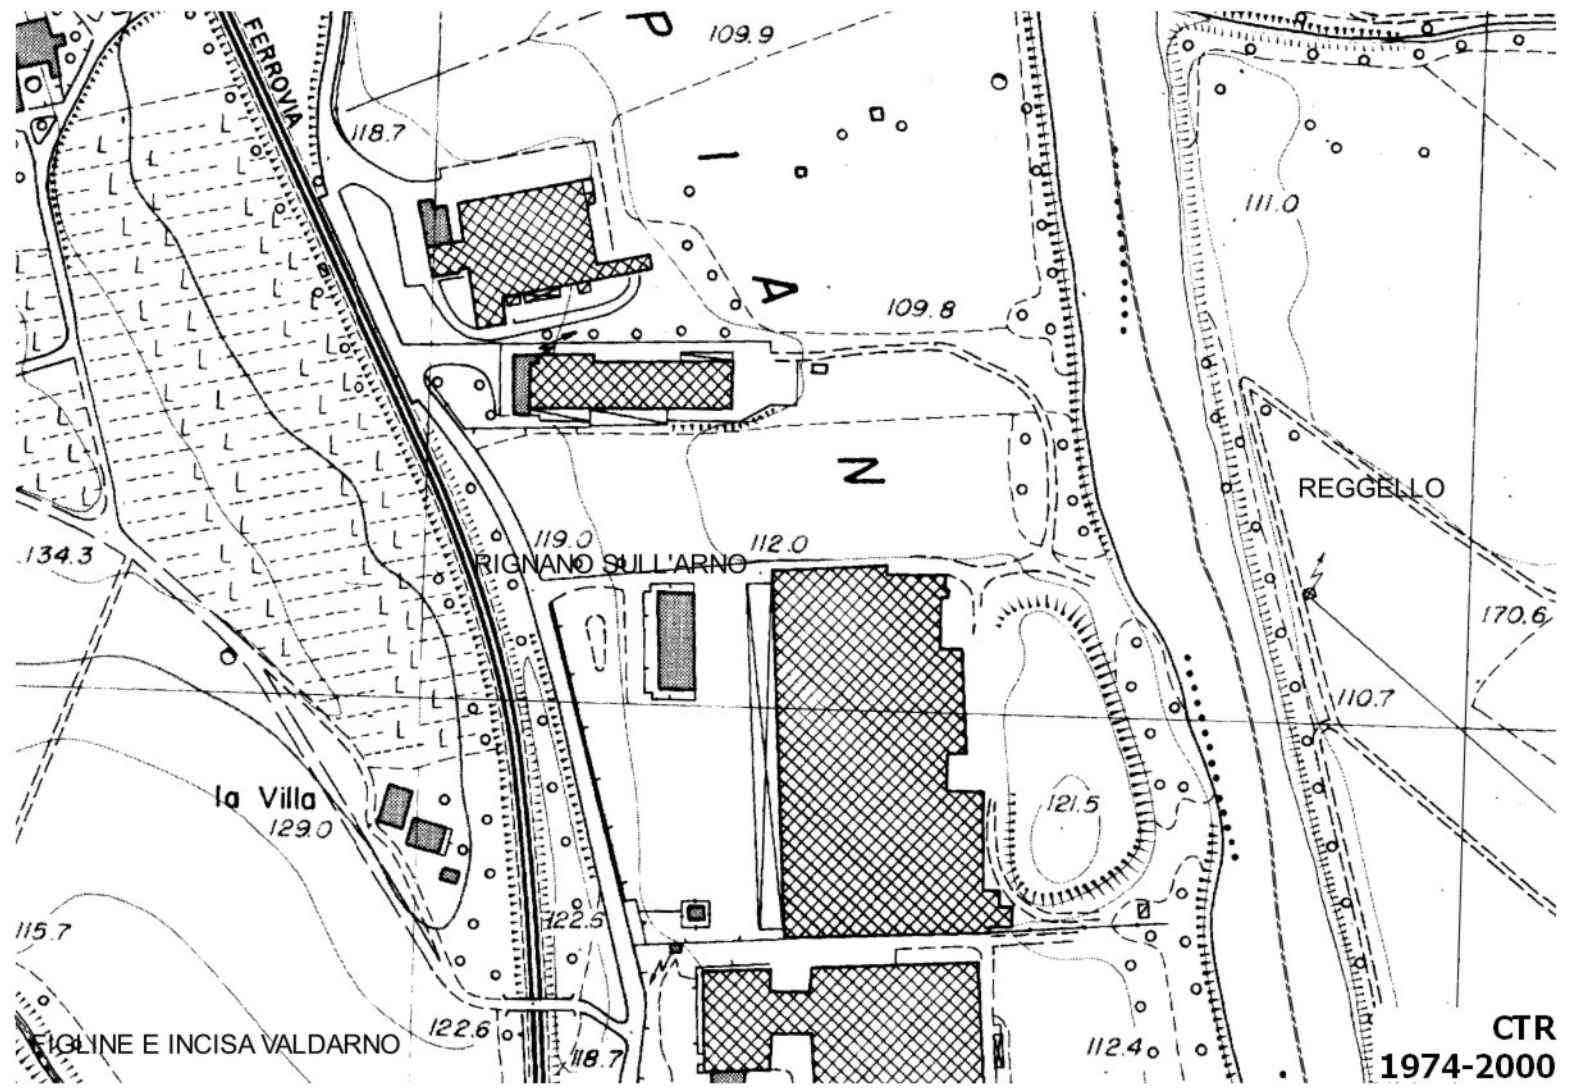 P
FERROVIA
109.9
118.7
I
111.0
A
109.8
REGGELLO
N
134.3
119.0
112.0
RIGNANO SULL'ARNO
170.6
110.7
la Villa
129.0
121.5
115.7
122.5
122.6
FIGLINE E INCISA VALDARNO
118.7
112.4
CTR
1974-2000